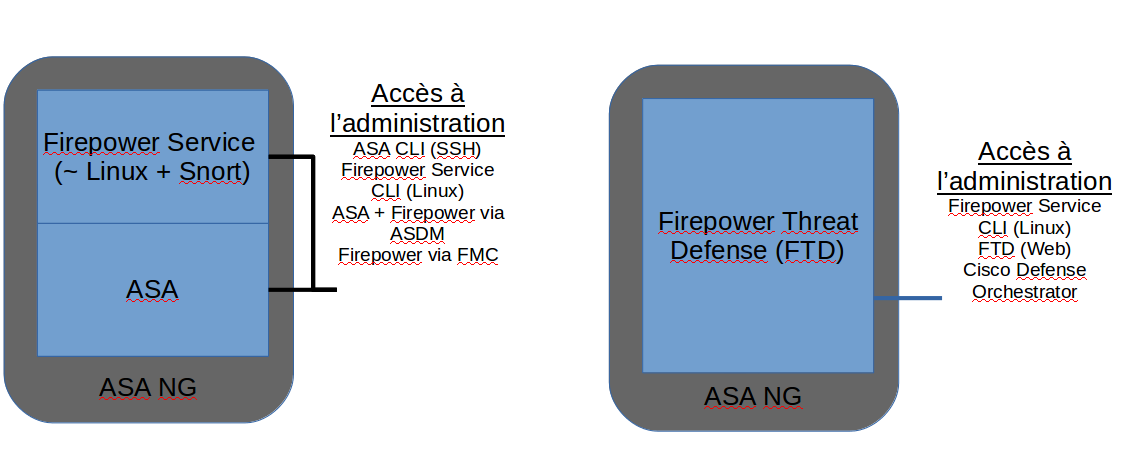 Firepower Service
(~ Linux + Snort)
ASA
ASA NG
Accès à
l’administration
ASA CLI (SSH)
Firepower Service
CLI (Linux)
ASA + Firepower via
ASDM
Firepower via FMC
Firepower Threat
Defense (FTD)
ASA NG
Accès à
l’administration
Firepower Service
CLI (Linux)
FTD (Web)
Cisco Defense
Orchestrator